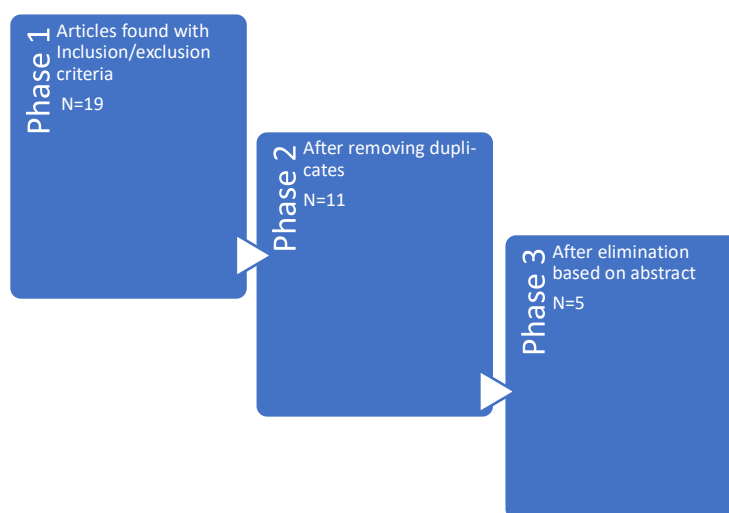 Phase 1
Articles found with
Inclusion/exclusion
criteria
N=19
Phase 2
After removing dupli-
cates
N=11
Phase 3
After elimination
based on abstract
N=5